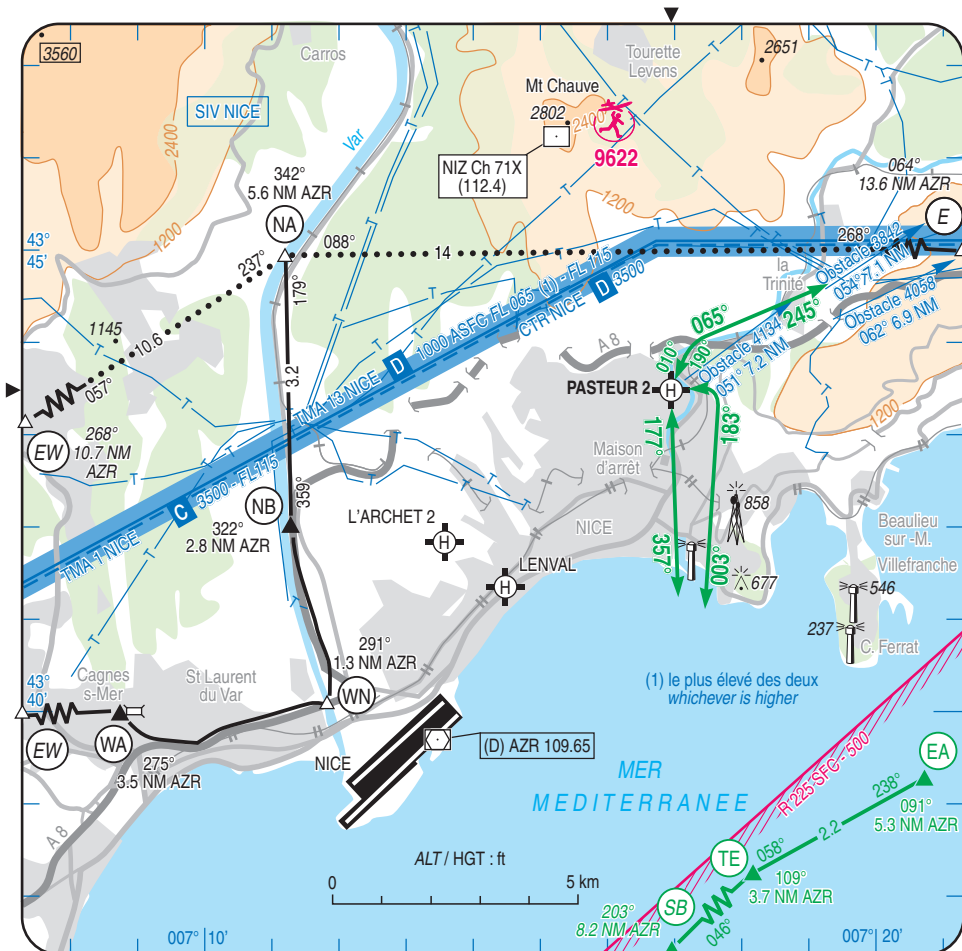 3560
Carros
Tourette
Levens
2651
Mt Chauve
2802
2400
9622
SIV NICE
2400
Var
NIZ Ch 71X
(112.4)
342°
5.6 NM AZR
NA
064°
13.6 NM AZR
E
1200
1200
43°
45'
237°
088°
14
268°
179°
la
Trinité
Obstacle 3842
054° 7.1 NM
Obstacle 4058
062° 6.9 NM
Obstacle 4134
051° 7.2 NM
1145
10.6
057°
3.2
TMA 13 NICE
D
1000 ASFC FL 065 (1) - FL 115
CTR NICE
D
3500
065°
245°
010°
190°
A 8
PASTEUR 2
H
EW
268°
10.7 NM
AZR
177°
183°
1200
Maison
d'arrêt
TMA 1 NICE
C
3500 - FL115
NB
322°
2.8 NM AZR
359°
L'ARCHET 2
H
NICE
858
Beaulieu
sur -M.
Villefranche
LENVAL
H
357°
003°
677
546
237
C. Ferrat
291°
1.3 NM AZR
WN
43°
40'
Cagnes
s-Mer
St Laurent
du Var
EW
WA
275°
3.5 NM AZR
NICE
(D) AZR 109.65
(1) le plus élevé des deux
whichever is higher
MER
MEDITERRANEE
R 225 SFC - 500
EA
238°
091°
5.3 NM AZR
2.2
058°
TE
109°
3.7 NM AZR
SB
203°
8.2 NM AZR
046°
A 8
ALT / HGT : ft
0
5 km
007° 10'
007° 20'